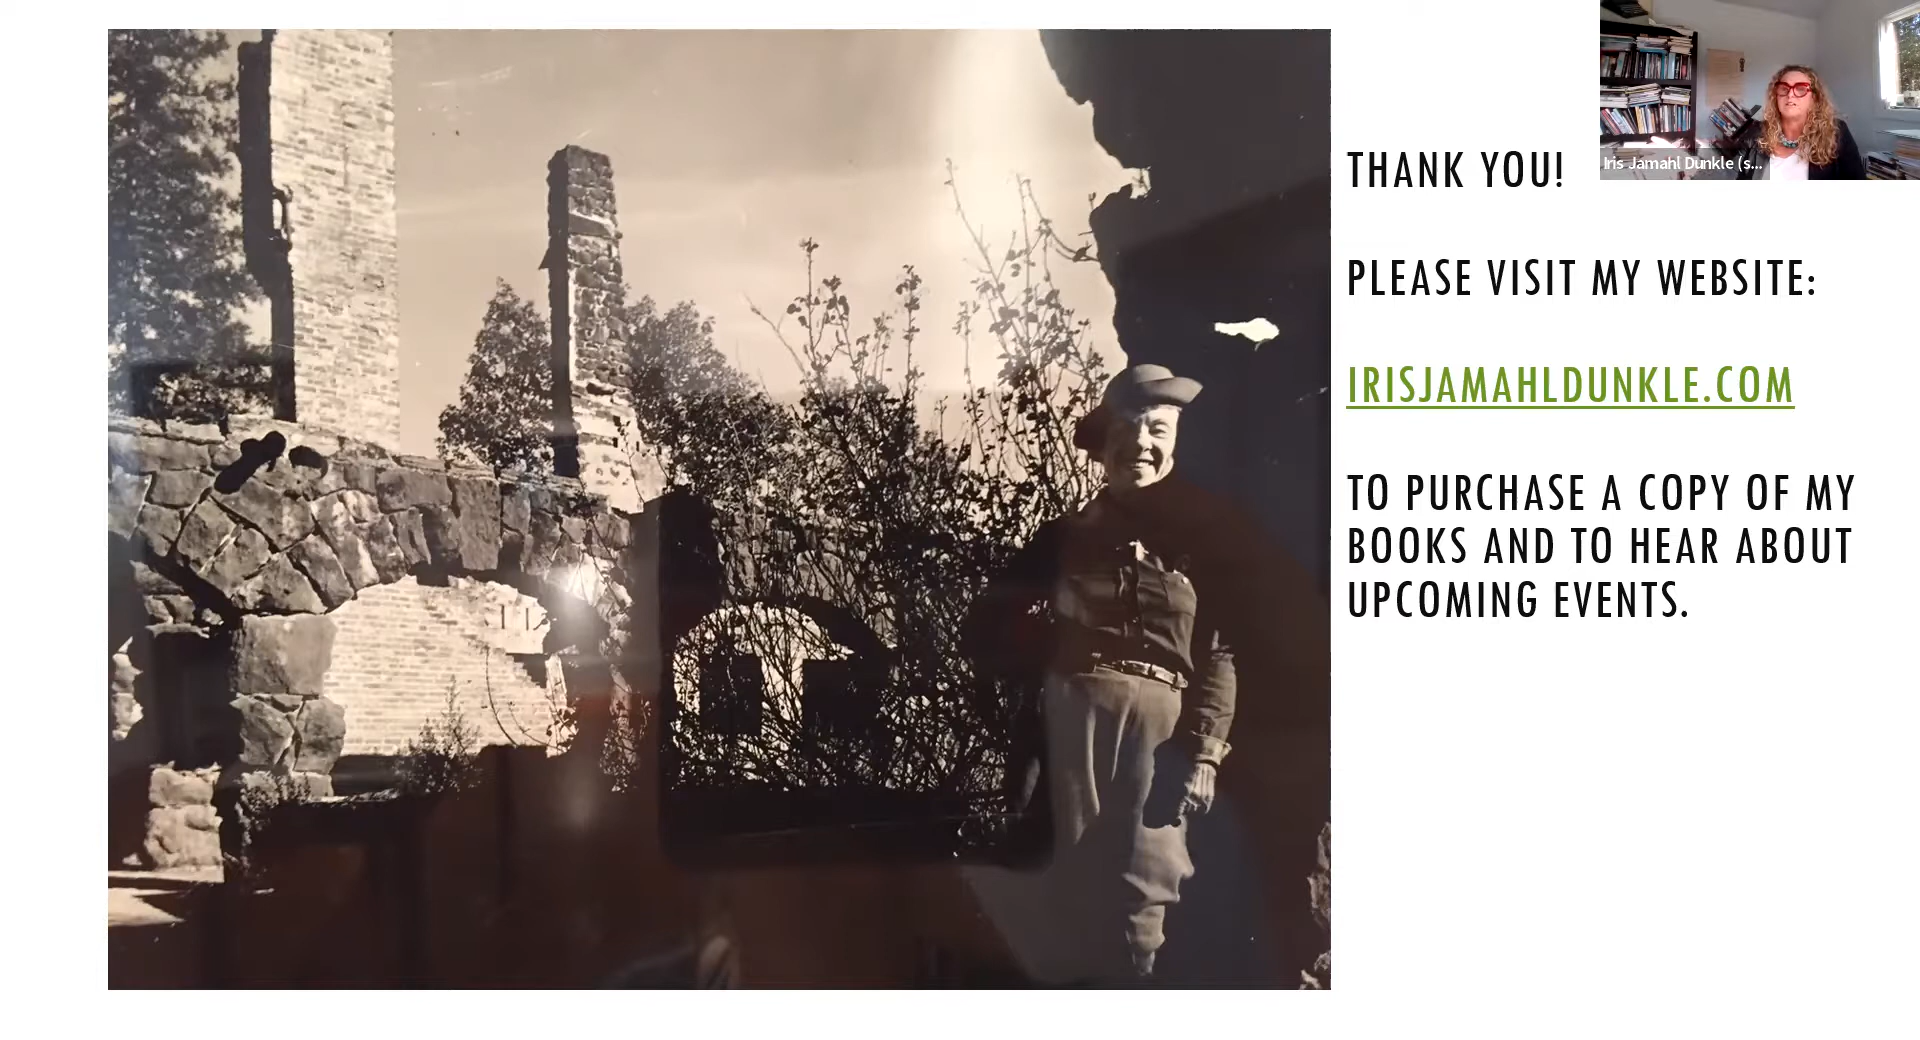 THANK YOU!
PLEASE VISIT MY WEBSITE:
IRISJAMAHLDUNKLE.COM
TO PURCHASE A COPY OF MY
BOOKS AND TO HEAR ABOUT
UPCOMING EVENTS.
Iris Jamahl Dunkle (s...